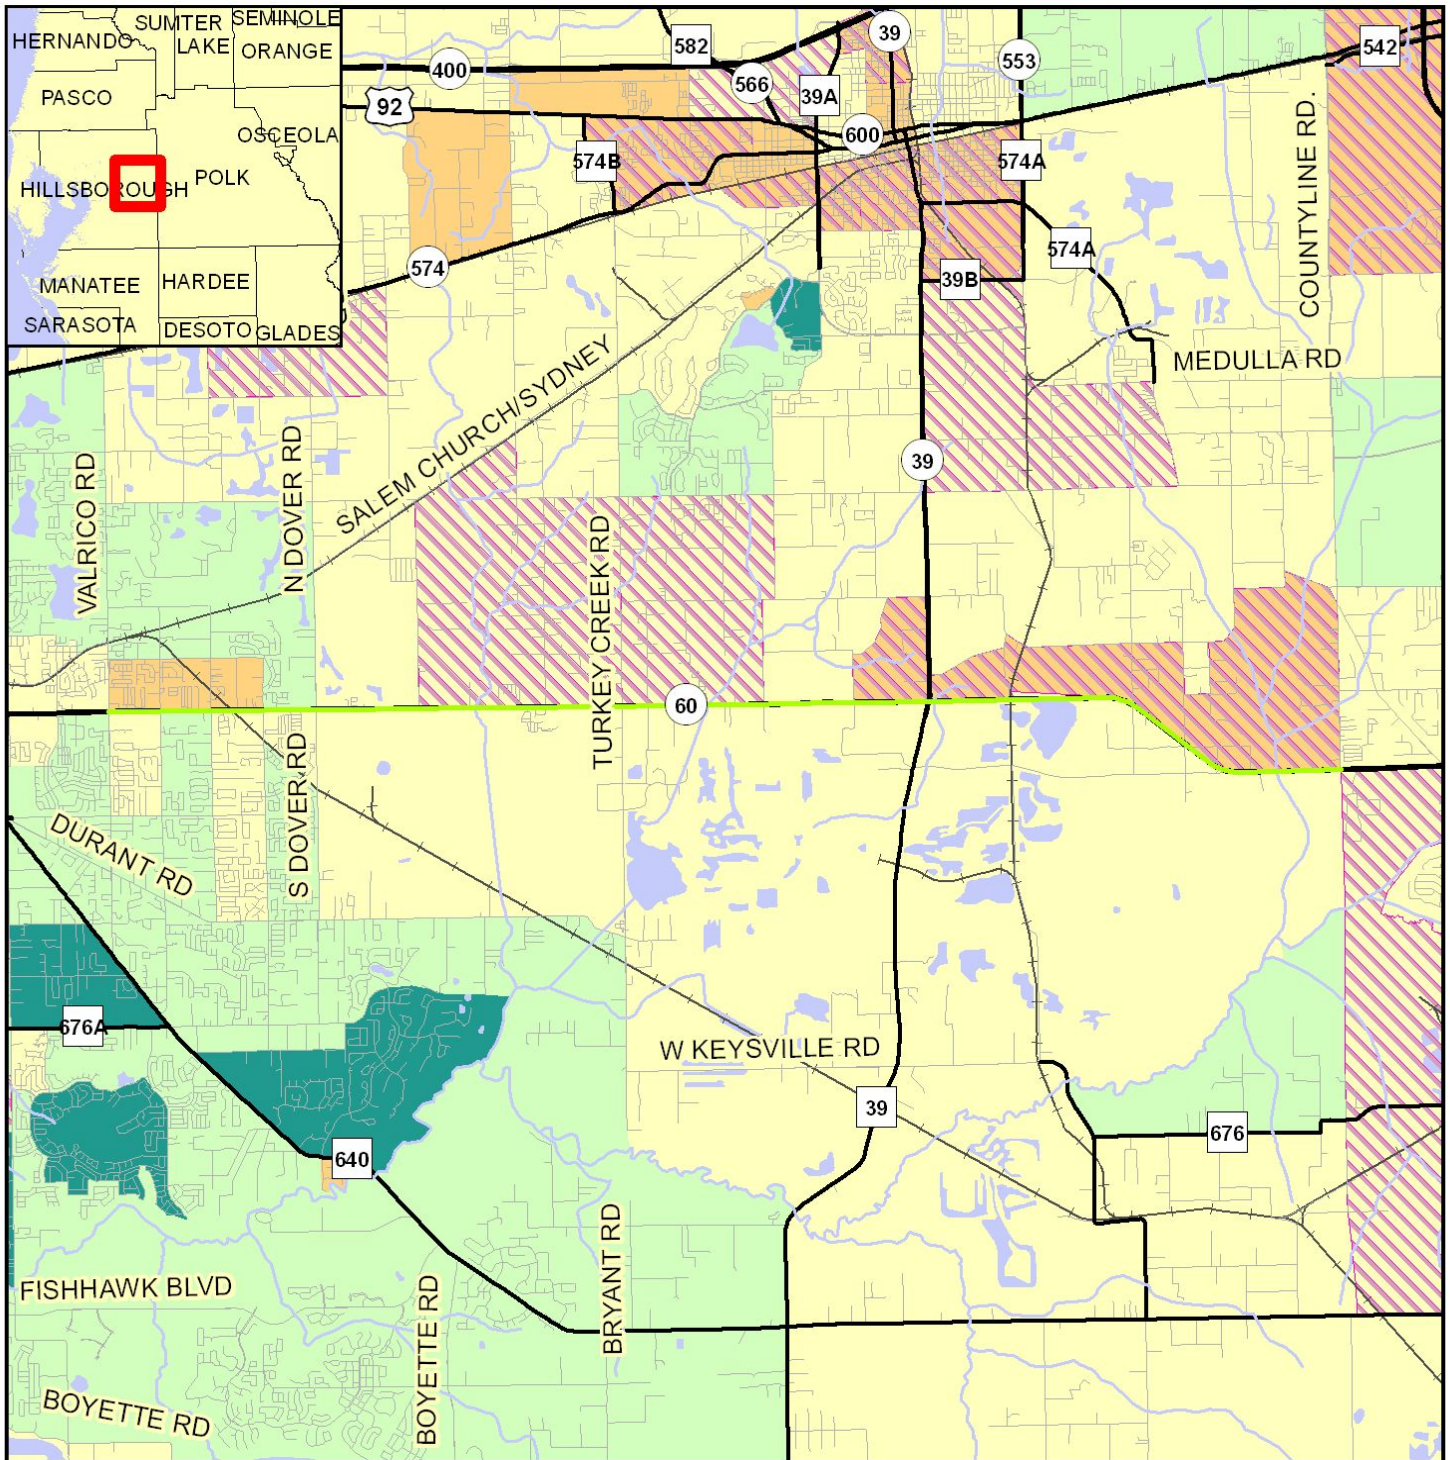 SUMTER
SEMINOLE
HERNANDO
LAKE
ORANGE
PASCO
OSCEOLA
HILLSBOROUGH
POLK
MANATEE
HARDEE
SARASOTA
DESOTO
GLADES
39
582
542
553
400
566
39A
92
600
574B
574A
COUNTYLINE RD.
574A
574
39B
MEDULLA RD
SALEM CHURCH/SYDNEY
39
VALRICO RD
N DOVER RD
TURKEY CREEK RD
60
S DOVER RD
DURANT RD
676A
W KEYSVILLE RD
39
676
640
BRYANT RD
FISHHAWK BLVD
BOYETTE RD
BOYETTE RD